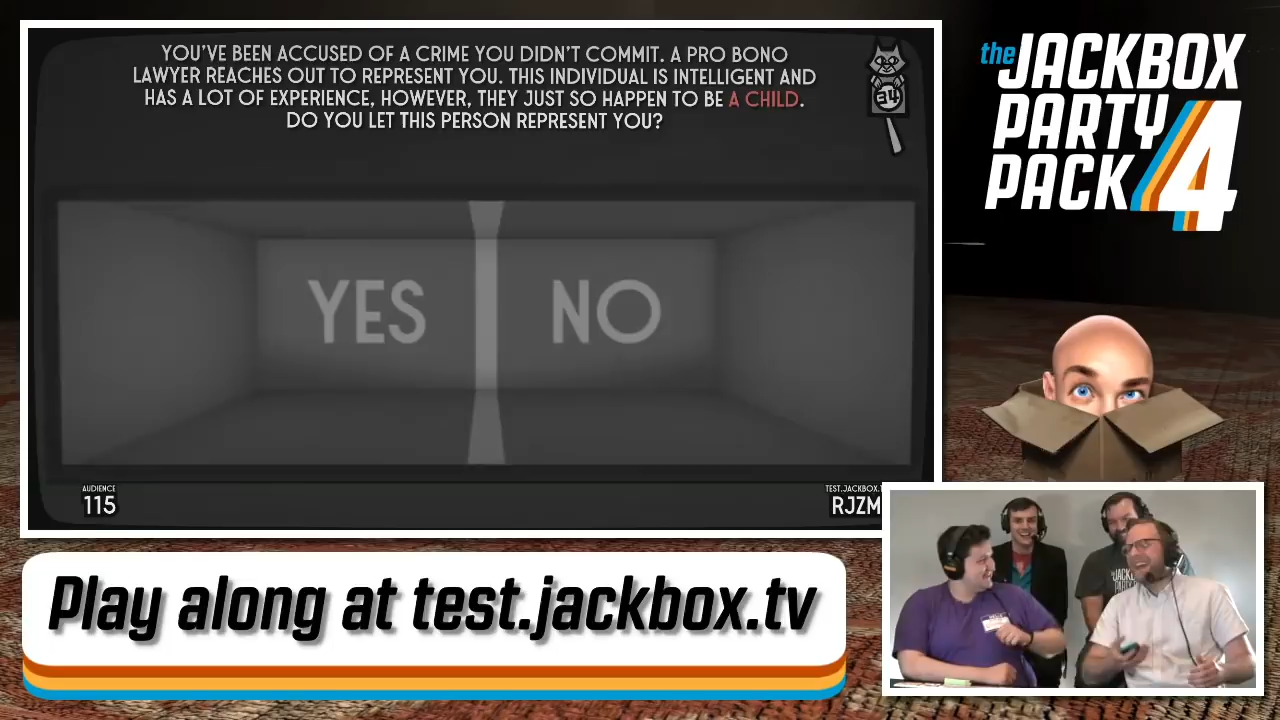 YOU'VE BEEN ACCUSED OF A CRIME YOU DIDN'T COMMIT. A PRO BONO
LAWYER REACHES OUT TO REPRESENT YOU. THIS INDIVIDUAL IS INTELLIGENT AND
HAS A LOT OF EXPERIENCE, HOWEVER, THEY JUST SO HAPPEN TO BE A CHILD.
DO YOU LET THIS PERSON REPRESENT YOU?
YES
NO
AUDIENCE
115
TEST.JACKBOX.
RJZM
the
JACKBOX
PARTY
PACK 4
Play along at test.jackbox.tv